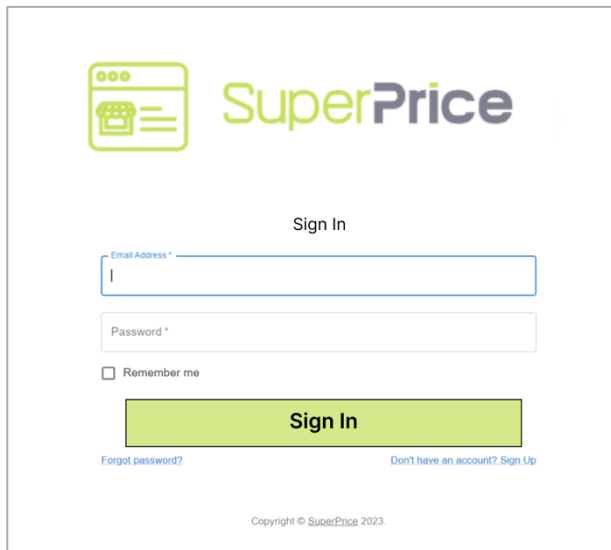 SuperPrice
Sign In
Email Address *
Password *
Remember me
Sign In
Forgot password? Don't have an account? Sign Up
Copyright © SuperPrice 2023.